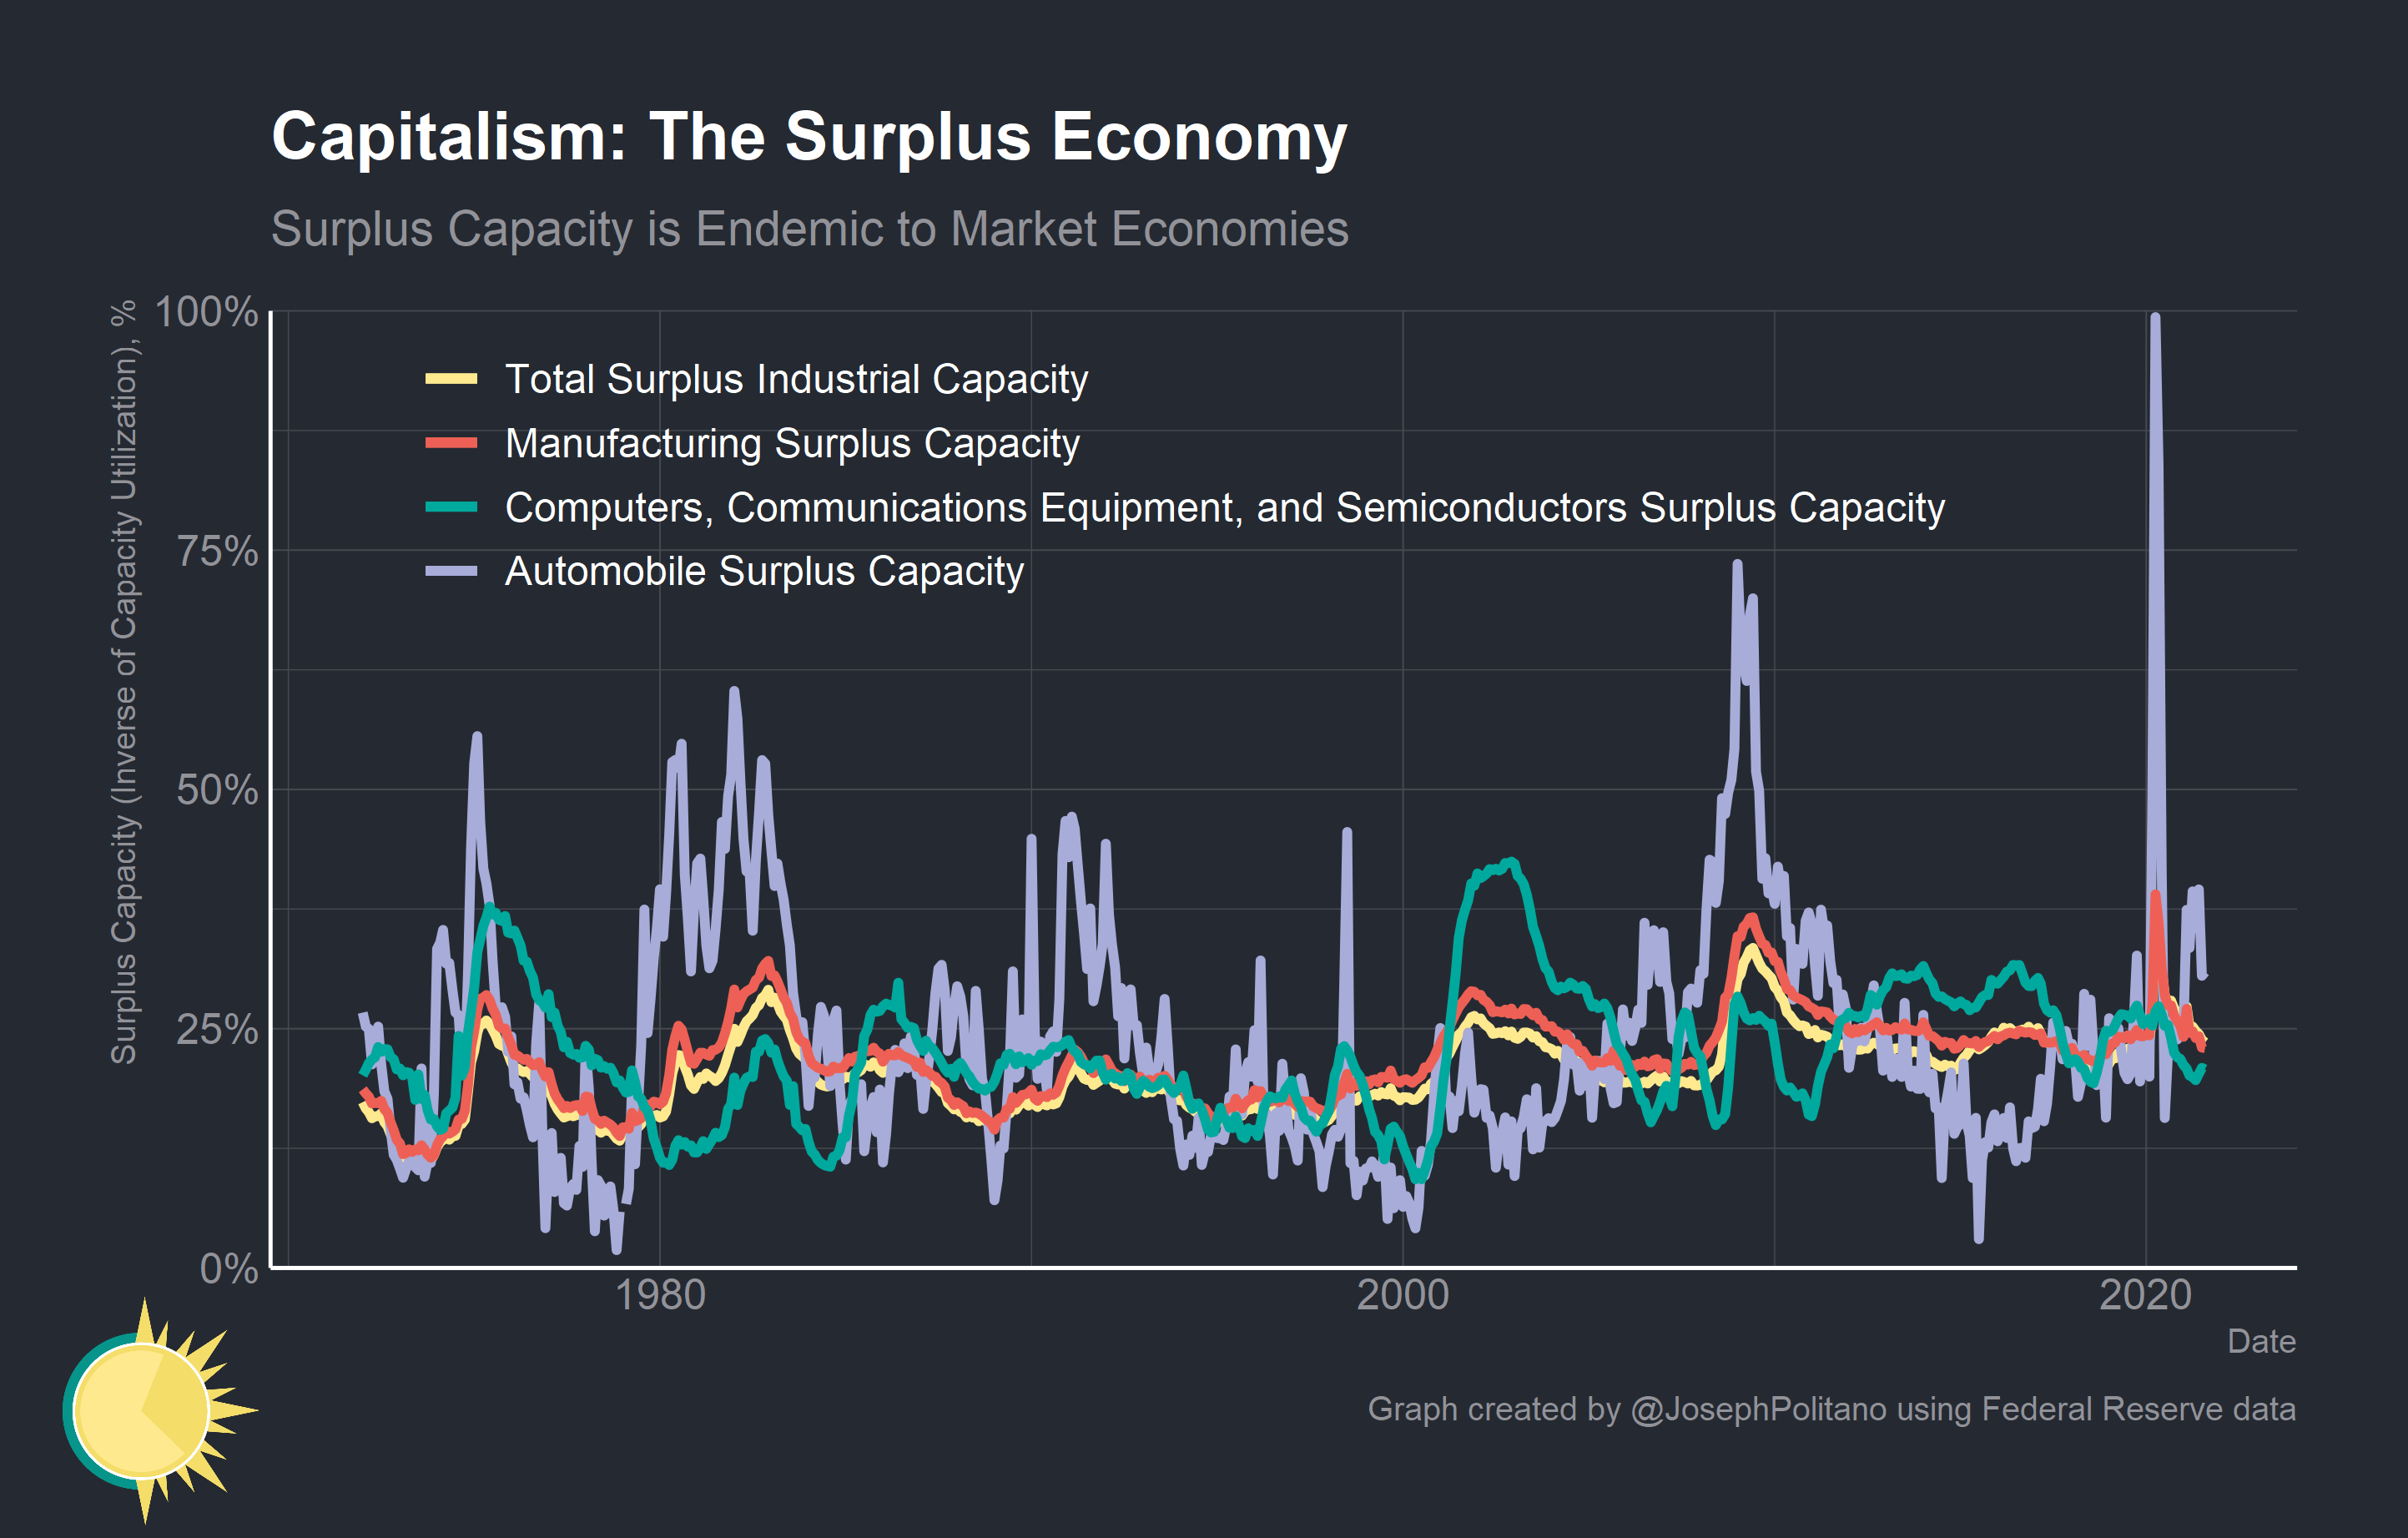 Capitalism: The Surplus Economy
Surplus Capacity is Endemic to Market Economies
Surplus Capacity (Inverse of Capacity Utilization), %
100%
75%
50%
25%
0%
Total Surplus Industrial Capacity
Manufacturing Surplus Capacity
Computers, Communications Equipment, and Semiconductors Surplus Capacity
Automobile Surplus Capacity
1980
2000
2020
Date
Graph created by @JosephPolitano using Federal Reserve data